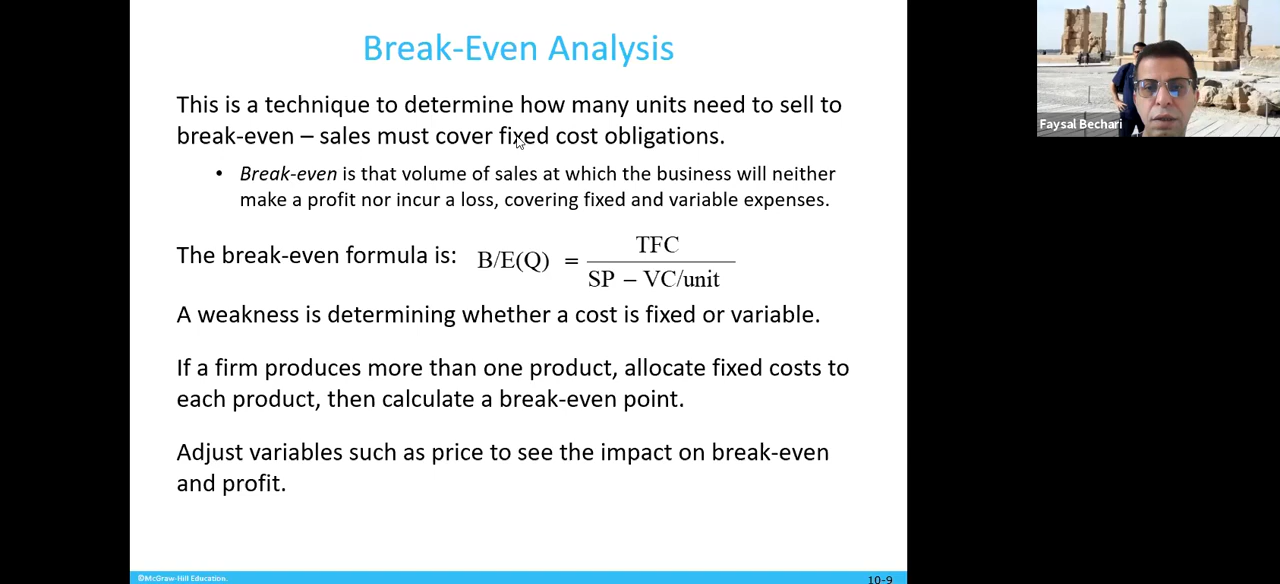 Break-Even Analysis
This is a technique to determine how many units need to sell to
break-even – sales must cover fixed cost obligations.
• Break-even is that volume of sales at which the business will neither
make a profit nor incur a loss, covering fixed and variable expenses.
The break-even formula is: B/E(Q) = TFC
SP – VC/unit
A weakness is determining whether a cost is fixed or variable.
If a firm produces more than one product, allocate fixed costs to
each product, then calculate a break-even point.
Adjust variables such as price to see the impact on break-even
and profit.
©McGraw-Hill Education.
10-9
Faysal Bechari